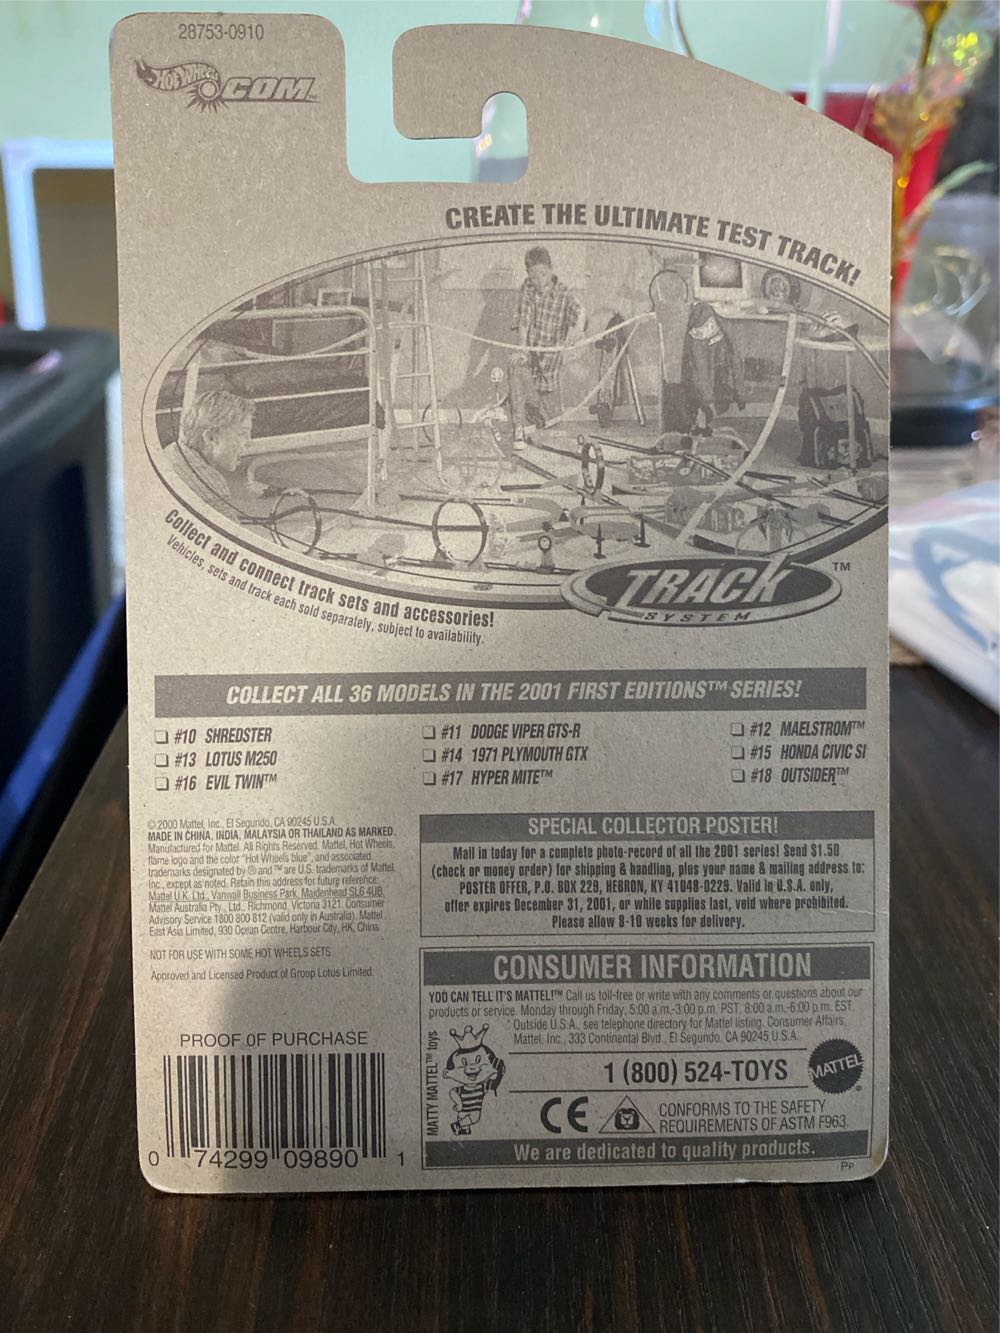 28753-0910
HOT WHEELS
.COM™
CREATE THE ULTIMATE TEST TRACK!
Collect and connect track sets and accessories!
Vehicles, sets and track each sold separately, subject to availability.
TRACK™
SYSTEM
COLLECT ALL 36 MODELS IN THE 2001 FIRST EDITIONS™ SERIES!
❏ #10 SHREDSTER ❏ #11 DODGE VIPER GTS-R ❏ #12 MAELSTROM™
❏ #13 LOTUS M250 ❏ #14 1971 PLYMOUTH GTX ❏ #15 HONDA CIVIC SI
❏ #16 EVIL TWIN™ ❏ #17 HYPER MITE™ ❏ #18 OUTSIDER™
© 2000 Mattel, Inc., El Segundo, CA 90245 U.S.A.
MADE IN CHINA, INDIA, MALAYSIA OR THAILAND AS MARKED.
Manufactured for Mattel. All Rights Reserved. Mattel, Hot Wheels,
flame logo and the color "Hot Wheels blue", and associated
trademarks designated by ® and ™ are U.S. trademarks of Mattel,
Inc., except as noted. Retain this address for future reference:
Mattel U.K. Ltd., Vanwall Business Park, Maidenhead SL6 4UB.
Mattel Australia Pty., Ltd., Richmond, Victoria 3121. Consumer
Advisory Service 1800 800 812 (valid only in Australia). Mattel
East Asia Limited, 930 Ocean Centre, Harbour City, HK, China.
NOT FOR USE WITH SOME HOT WHEELS SETS.
Approved and Licensed Product of Group Lotus Limited.
PROOF OF PURCHASE
0 74299 09890 1
SPECIAL COLLECTOR POSTER!
Mail in today for a complete photo-record of all the 2001 series! Send $1.50
(check or money order) for shipping & handling, plus your name & mailing address to:
POSTER OFFER, P.O. BOX 229, HEBRON, KY 41048-0229. Valid in U.S.A. only,
offer expires December 31, 2001, or while supplies last, void where prohibited.
Please allow 8-10 weeks for delivery.
CONSUMER INFORMATION
YOU CAN TELL IT'S MATTEL!™ Call us toll-free or write with any comments or questions about our
products or service. Monday through Friday, 5:00 a.m.-3:00 p.m. PST, 8:00 a.m.-6:00 p.m. EST.
Outside U.S.A., see telephone directory for Mattel listing. Consumer Affairs,
Mattel, Inc., 333 Continental Blvd., El Segundo, CA 90245 U.S.A.
MATTY MATTEL™ toys
1 (800) 524-TOYS
MATTEL®
CE
CONFORMS TO THE SAFETY
REQUIREMENTS OF ASTM F963.
We are dedicated to quality products.
PP